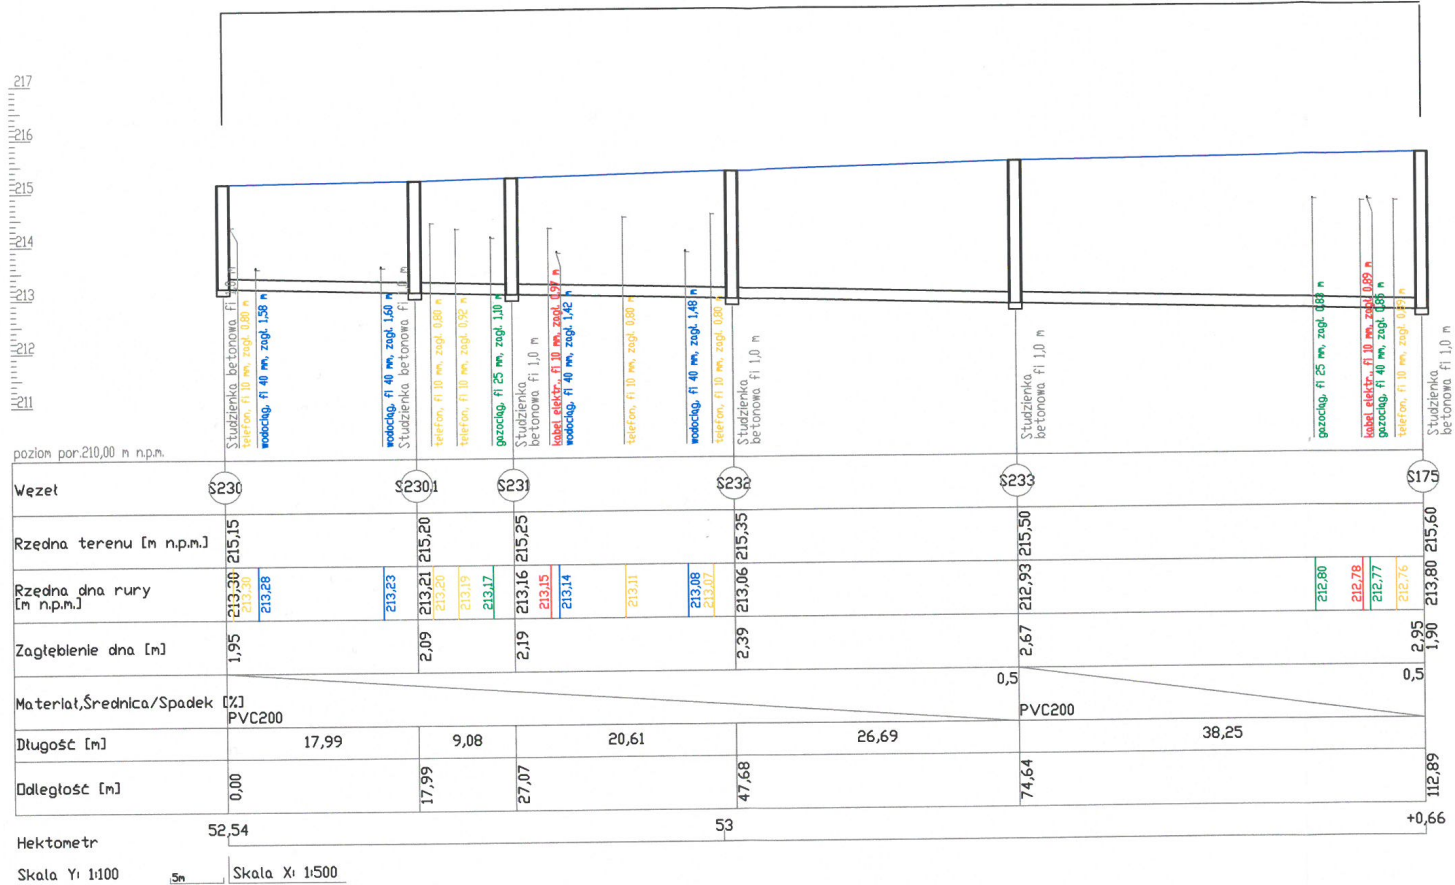 217
216
215
214
213
212
211
poziom por.210,00 m n.p.m.
Studzienka betonowa fi 1,0 m
telefon, fi 10 mm, zagł. 0,80 m
wodociąg, fi 40 mm, zagł. 1,58 m
wodociąg, fi 40 mm, zagł. 1,60 m
Studzienka betonowa fi 1,0 m
telefon, fi 10 mm, zagł. 0,80 m
telefon, fi 10 mm, zagł. 0,92 m
gazociąg, fi 25 mm, zagł. 1,10 m
Studzienka
betonowa fi 1,0 m
kabel elektr., fi 10 mm, zagł. 0,97 m
wodociąg, fi 40 mm, zagł. 1,42 m
telefon, fi 10 mm, zagł. 0,80 m
wodociąg, fi 40 mm, zagł. 1,48 m
telefon, fi 10 mm, zagł. 0,80 m
Studzienka
betonowa fi 1,0 m
Studzienka
betonowa fi 1,0 m
gazociąg, fi 25 mm, zagł. 0,83 m
kabel elektr., fi 10 mm, zagł. 0,89 m
gazociąg, fi 40 mm, zagł. 0,86 m
telefon, fi 10 mm, zagł. 0,89 m
Studzienka
betonowa fi 1,0 m
Węzeł S230 S230.1 S231 S232 S233 S175
Rzędna terenu [m n.p.m.] 215,15 215,20 215,25 215,35 215,50 215,60
Rzędna dna rury
[m n.p.m.] 213,30 213,30 213,28 213,23 213,21 213,20 213,19 213,17 213,16 213,15 213,14 213,11 213,08 213,07 213,06 212,93 212,80 212,78 212,77 212,76 213,80
Zagłębienie dna [m] 1,95 2,09 2,19 2,39 2,67 2,95 1,90
Materiał,Średnica/Spadek [%] 0,5 0,5
PVC200 PVC200
Długość [m] 17,99 9,08 20,61 26,69 38,25
Odległość [m] 0,00 17,99 27,07 47,68 74,64 112,89
Hektometr 52,54 53 +0,66
Skala Y: 1:100 5m Skala X: 1:500